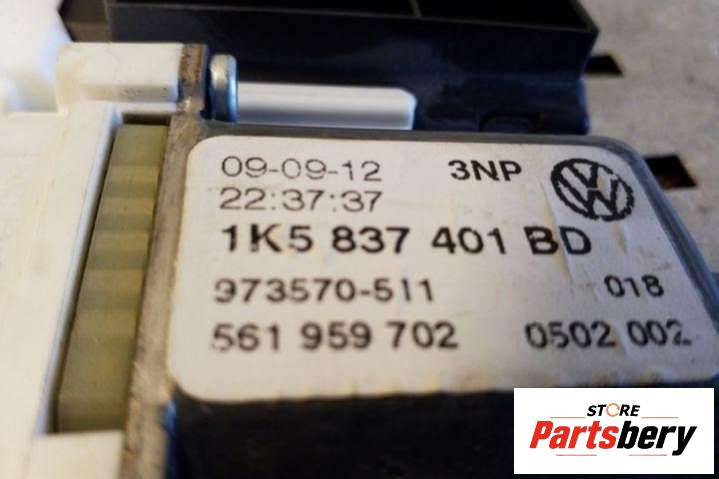 09-09-12 3NP VW
22:37:37
1K5 837 401 BD
973570-511 018
561 959 702 0502 002
STORE
Partsbery